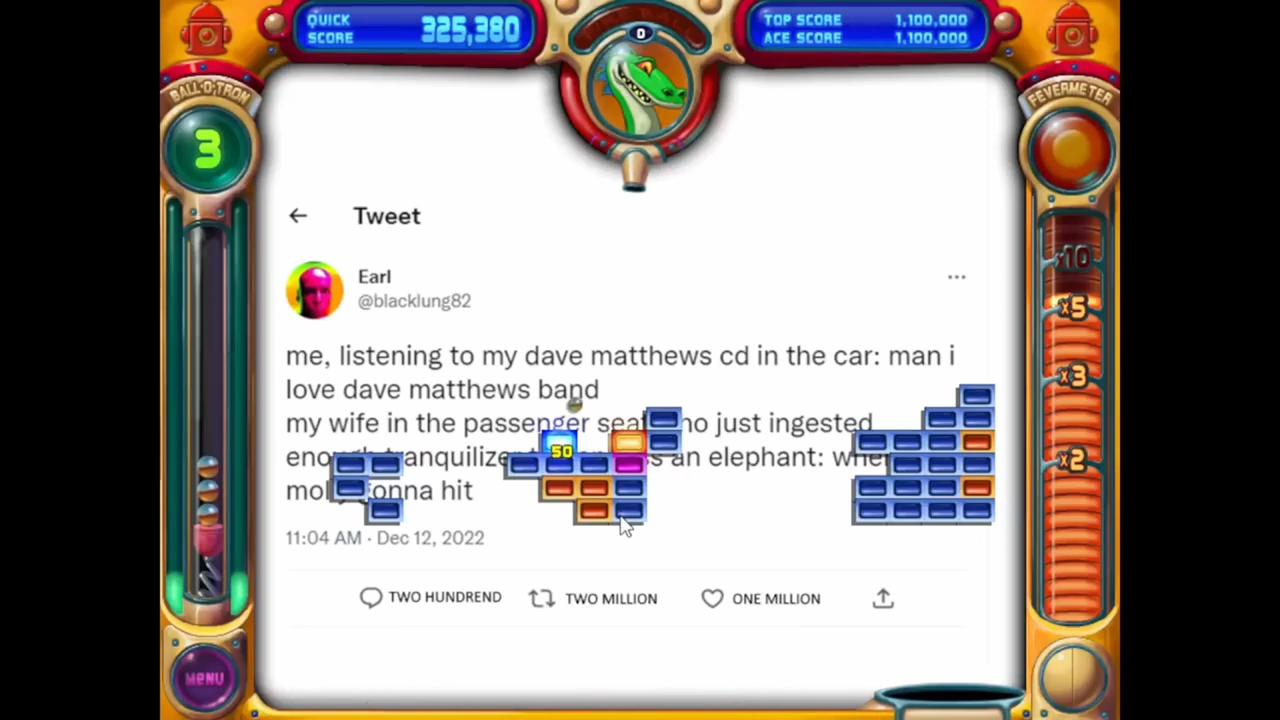 QUICK SCORE 325,380
TOP SCORE 1,100,000
ACE SCORE 1,100,000
0
BALL-O-TRON
FEVERMETER
3
x10
x5
x3
x2
Tweet
Earl
@blacklung82
me, listening to my dave matthews cd in the car: man i
love dave matthews band
my wife in the passenger seat who just ingested
enough tranquilizer an elephant:
gonna hit
50
11:04 AM · Dec 12, 2022
TWO HUNDREND TWO MILLION ONE MILLION
MENU